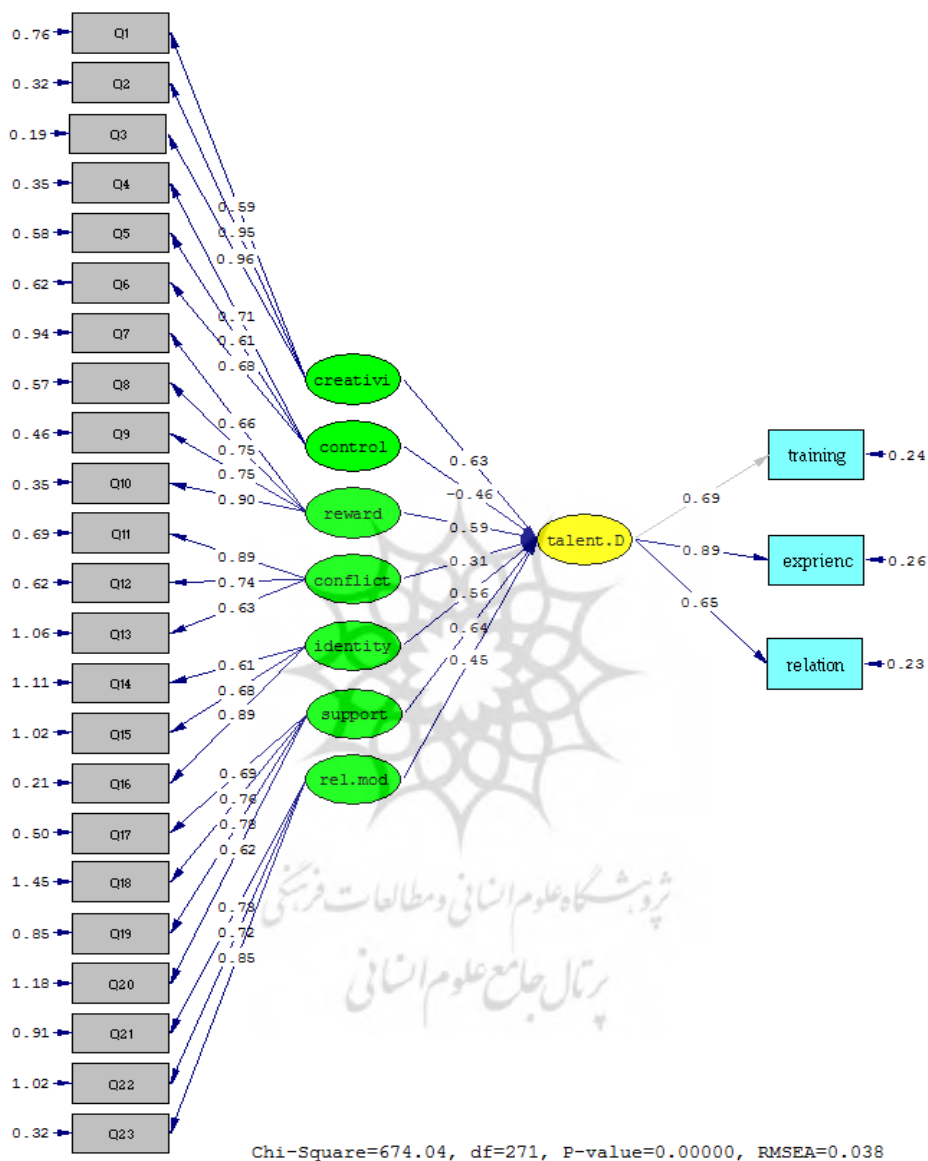 0.76 Q1
0.32 Q2
0.19 Q3
0.35 Q4
0.58 Q5
0.62 Q6
0.94 Q7
0.57 Q8
0.46 Q9
0.35 Q10
0.69 Q11
0.62 Q12
1.06 Q13
1.11 Q14
1.02 Q15
0.21 Q16
0.50 Q17
1.45 Q18
0.85 Q19
1.18 Q20
0.91 Q21
1.02 Q22
0.32 Q23
0.59
0.95
0.96
0.71
0.61
0.68
0.66
0.75
0.75
0.90
0.89
0.74
0.63
0.61
0.68
0.89
0.69
0.76
0.78
0.62
0.78
0.72
0.85
creativi
control
reward
conflict
identity
support
rel.mod
0.63
-0.46
0.59
0.31
0.56
0.64
0.45
talent.D
0.69
0.89
0.65
training 0.24
exprienc 0.26
relation 0.23
پژوهشگاه علوم انسانی و مطالعات فرهنگی
پرتال جامع علوم انسانی
Chi-Square=674.04, df=271, P-value=0.00000, RMSEA=0.038